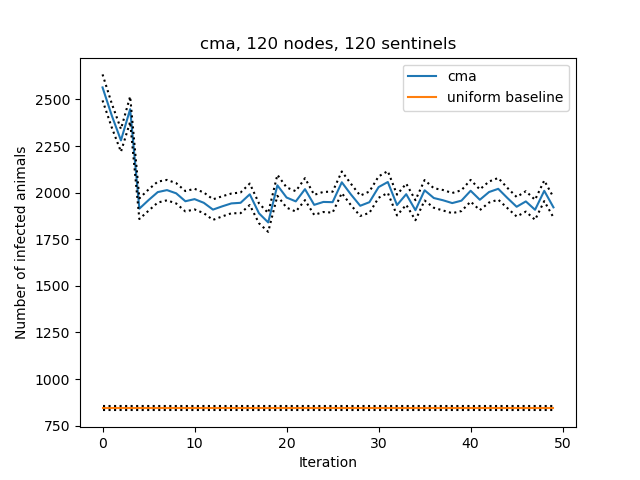 cma, 120 nodes, 120 sentinels
cma
uniform baseline
Number of infected animals
2500
2250
2000
1750
1500
1250
1000
750
0 10 20 30 40 50
Iteration